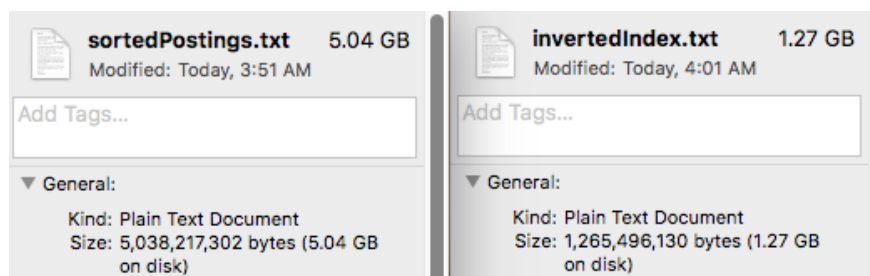 sortedPostings.txt 5.04 GB
Modified: Today, 3:51 AM
Add Tags...
General:
Kind: Plain Text Document
Size: 5,038,217,302 bytes (5.04 GB
on disk)
invertedIndex.txt 1.27 GB
Modified: Today, 4:01 AM
Add Tags...
General:
Kind: Plain Text Document
Size: 1,265,496,130 bytes (1.27 GB
on disk)